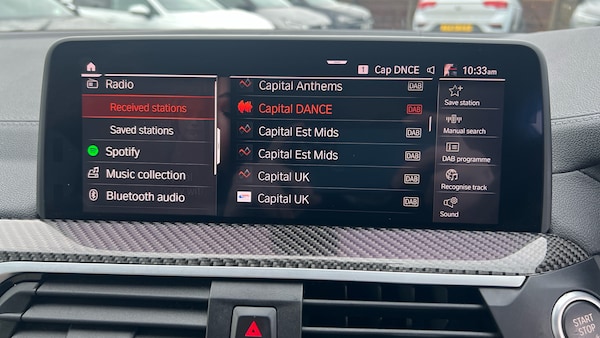 1 Cap DNCE 10:33am
Radio
Received stations
Saved stations
Spotify
Music collection
Bluetooth audio
Capital Anthems DAB
Capital DANCE DAB
Capital Est Mids DAB
Capital Est Mids DAB
Capital UK DAB
Capital UK DAB
Save station
Manual search
DAB programme
Recognise track
Sound
START
STOP